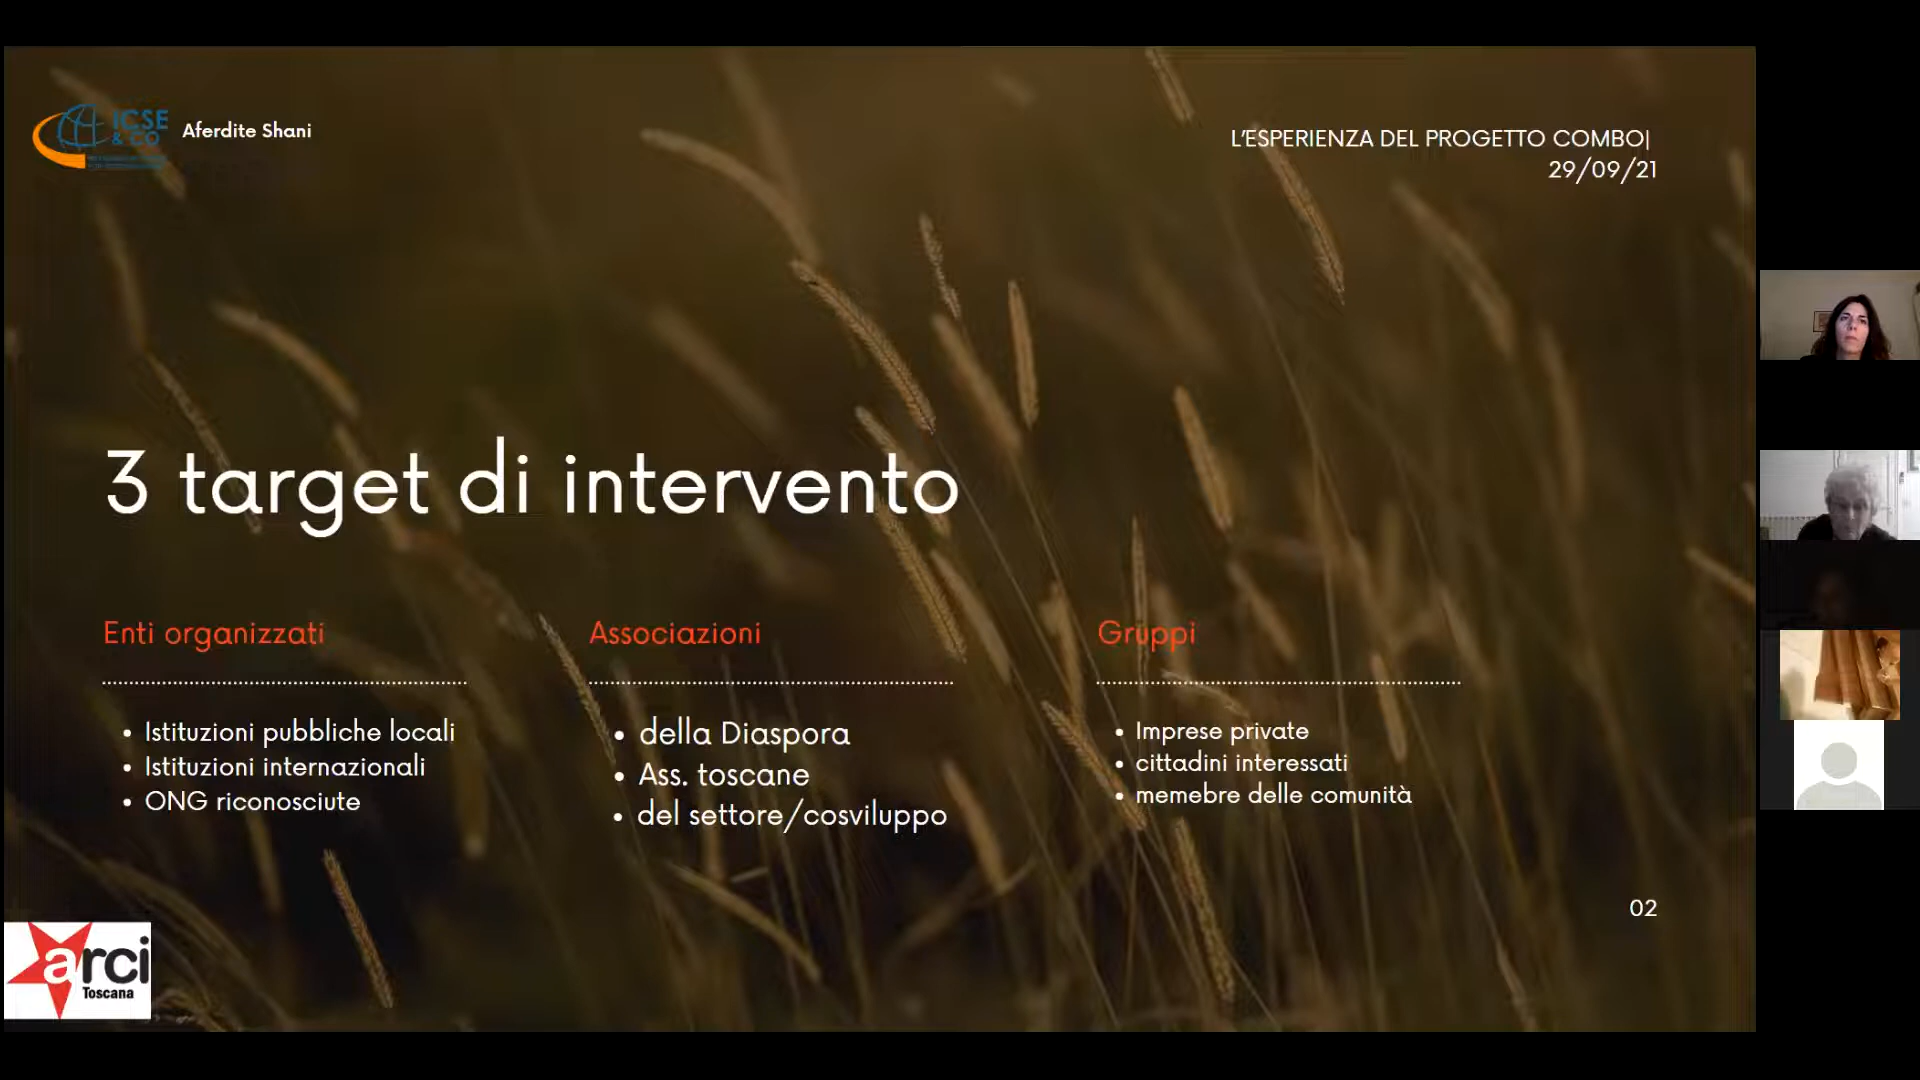 ICSE
& CO
Aferdite Shani
L'ESPERIENZA DEL PROGETTO COMBO|
29/09/21
3 target di intervento
Enti organizzati
Istituzioni pubbliche locali
Istituzioni internazionali
ONG riconosciute
Associazioni
della Diaspora
Ass. toscane
del settore/cosviluppo
Gruppi
Imprese private
cittadini interessati
memebre delle comunità
02
arci
Toscana